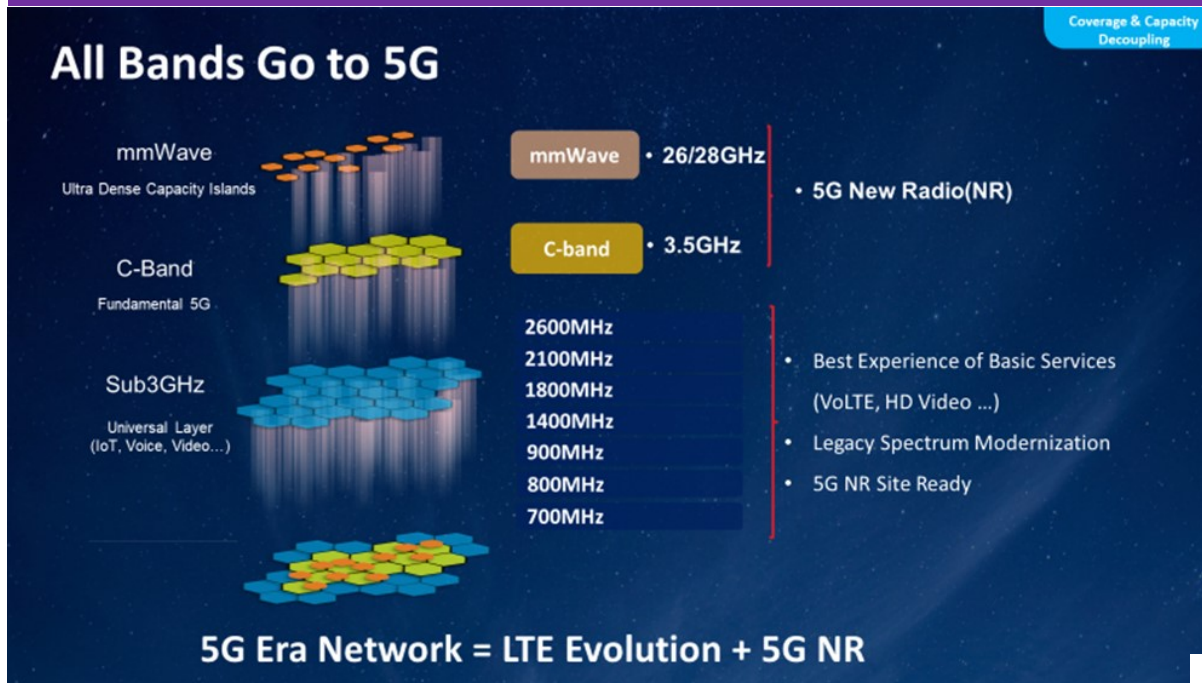 Coverage & Capacity
Decoupling
All Bands Go to 5G
mmWave
Ultra Dense Capacity Islands
mmWave
• 26/28GHz
• 5G New Radio(NR)
C-Band
Fundamental 5G
C-band
• 3.5GHz
Sub3GHz
Universal Layer
(IoT, Voice, Video...)
2600MHz
2100MHz
1800MHz
1400MHz
900MHz
800MHz
700MHz
• Best Experience of Basic Services
(VoLTE, HD Video ...)
• Legacy Spectrum Modernization
• 5G NR Site Ready
5G Era Network = LTE Evolution + 5G NR